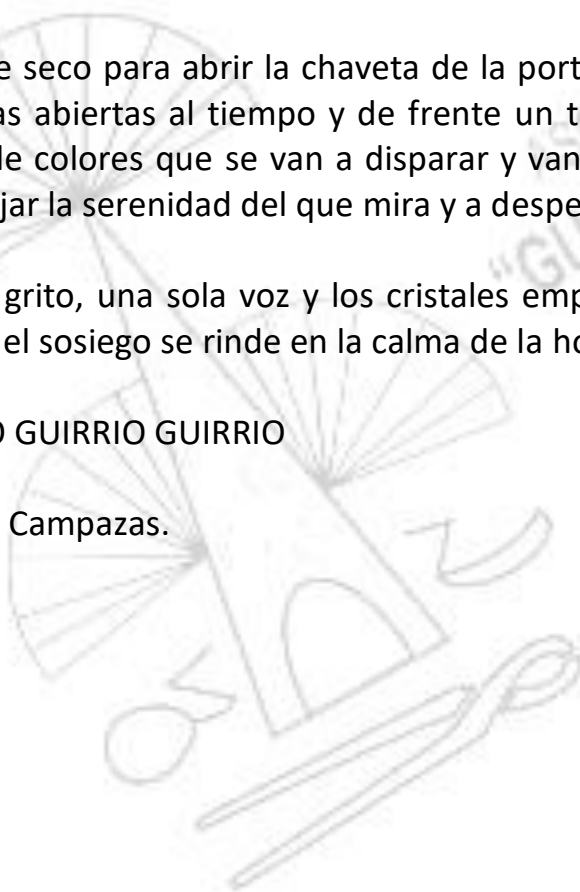 e seco para abrir la chaveta de la port
as abiertas al tiempo y de frente un t
de colores que se van a disparar y van
jar la serenidad del que mira y a despe
grito, una sola voz y los cristales emp
el sosiego se rinde en la calma de la ho
O GUIRRIO GUIRRIO
Campazas.